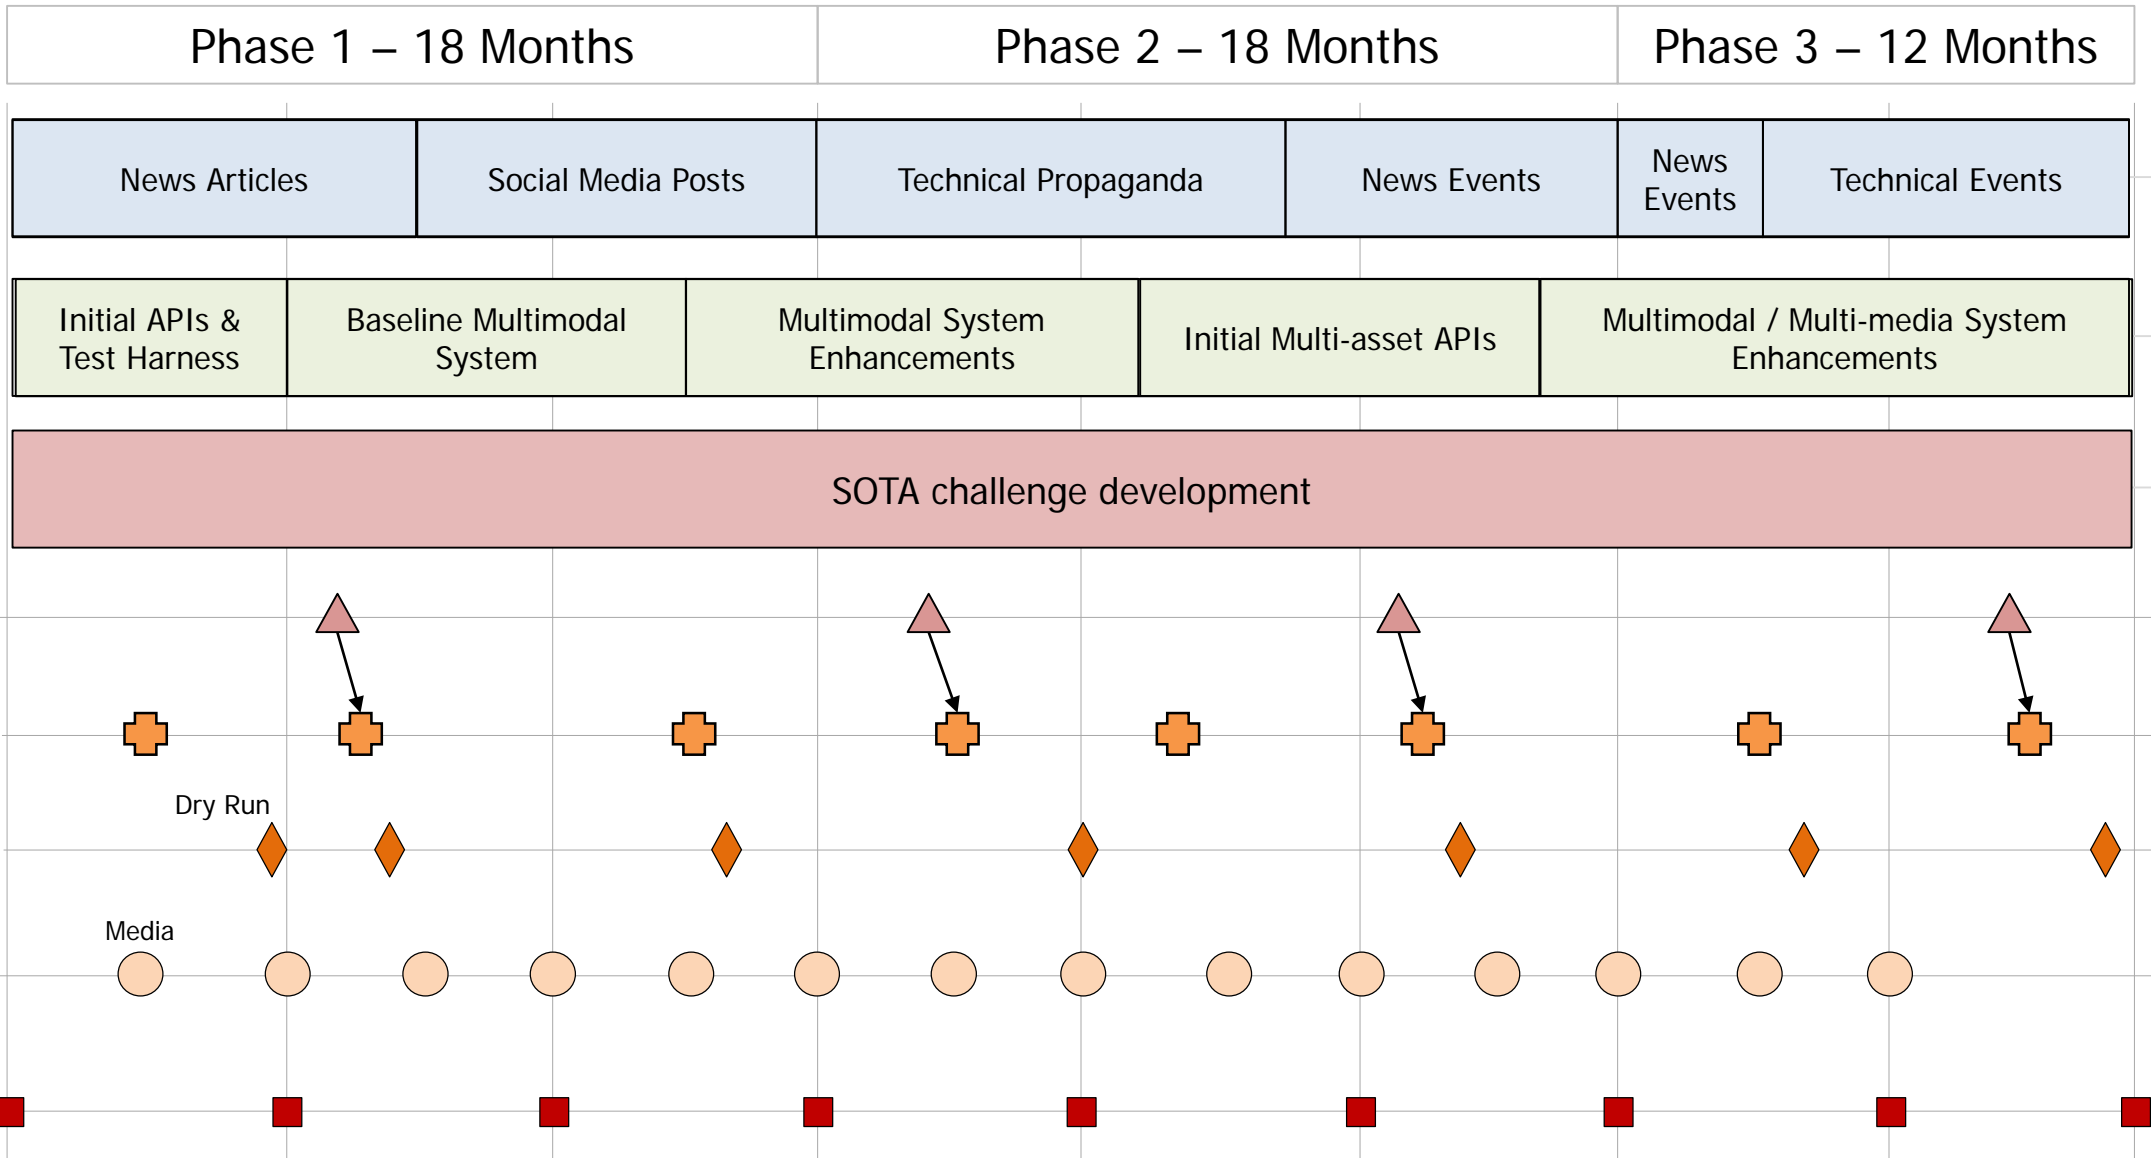 Phase 1 – 18 Months
Phase 2 – 18 Months
Phase 3 – 12 Months
News Articles
Social Media Posts
Technical Propaganda
News Events
News
Events
Technical Events
Initial APIs &
Test Harness
Baseline Multimodal
System
Multimodal System
Enhancements
Initial Multi-asset APIs
Multimodal / Multi-media System
Enhancements
SOTA challenge development
Dry Run
Media